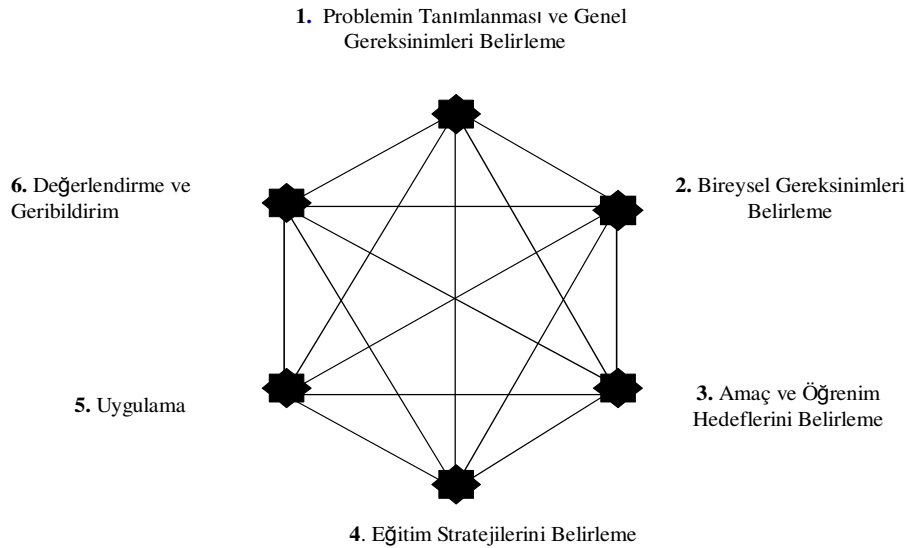 1. Problemin Tanımlanması ve Genel
Gereksinimleri Belirleme
2. Bireysel Gereksinimleri
Belirleme
3. Amaç ve Öğrenim
Hedeflerini Belirleme
4. Eğitim Stratejilerini Belirleme
5. Uygulama
6. Değerlendirme ve
Geribildirim